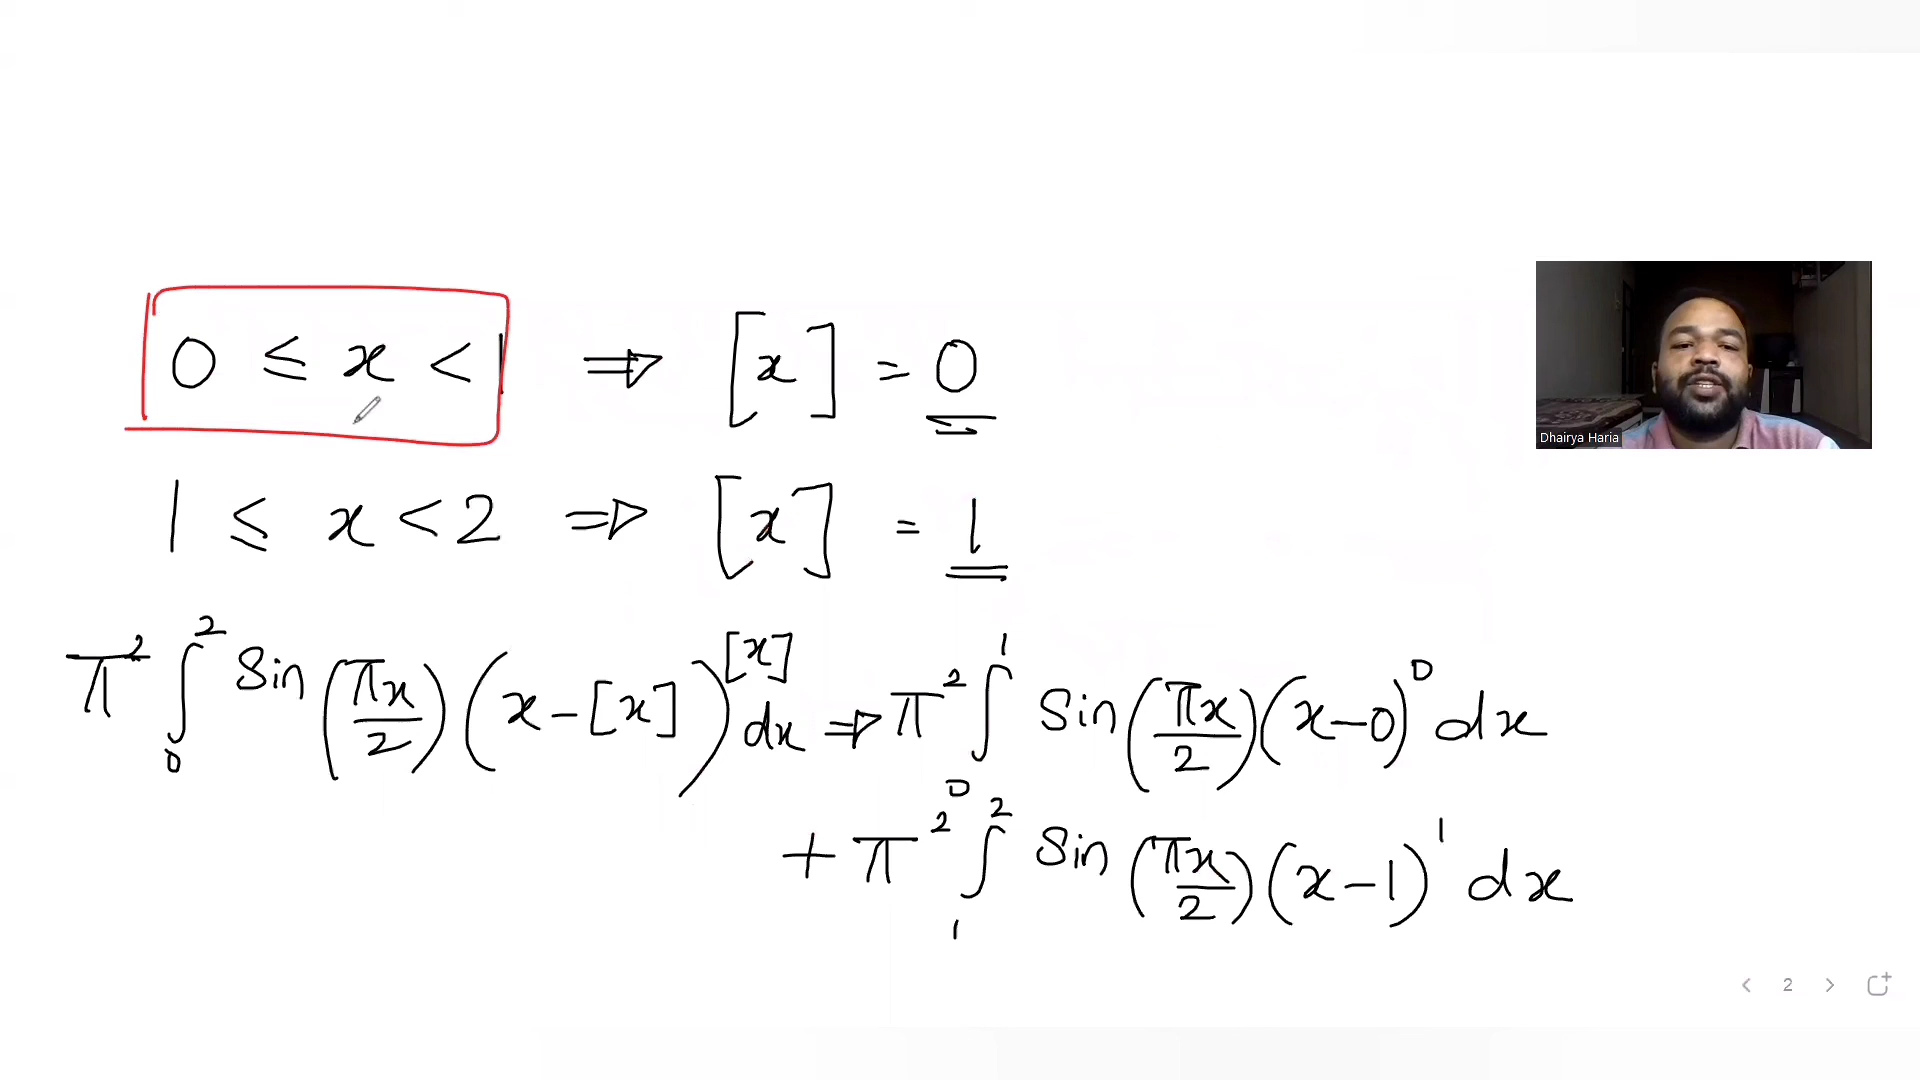 0 ≤ x < 1 ⇒ [x] = 0
Dhairya Haria
1 ≤ x < 2 ⇒ [x] = 1
π² ∫₀² Sin(πx/2)(x-[x])^[x] dx ⇒ π² ∫₀¹ Sin(πx/2)(x-0)⁰ dx
+ π² ∫₁² Sin(πx/2)(x-1)¹ dx
2